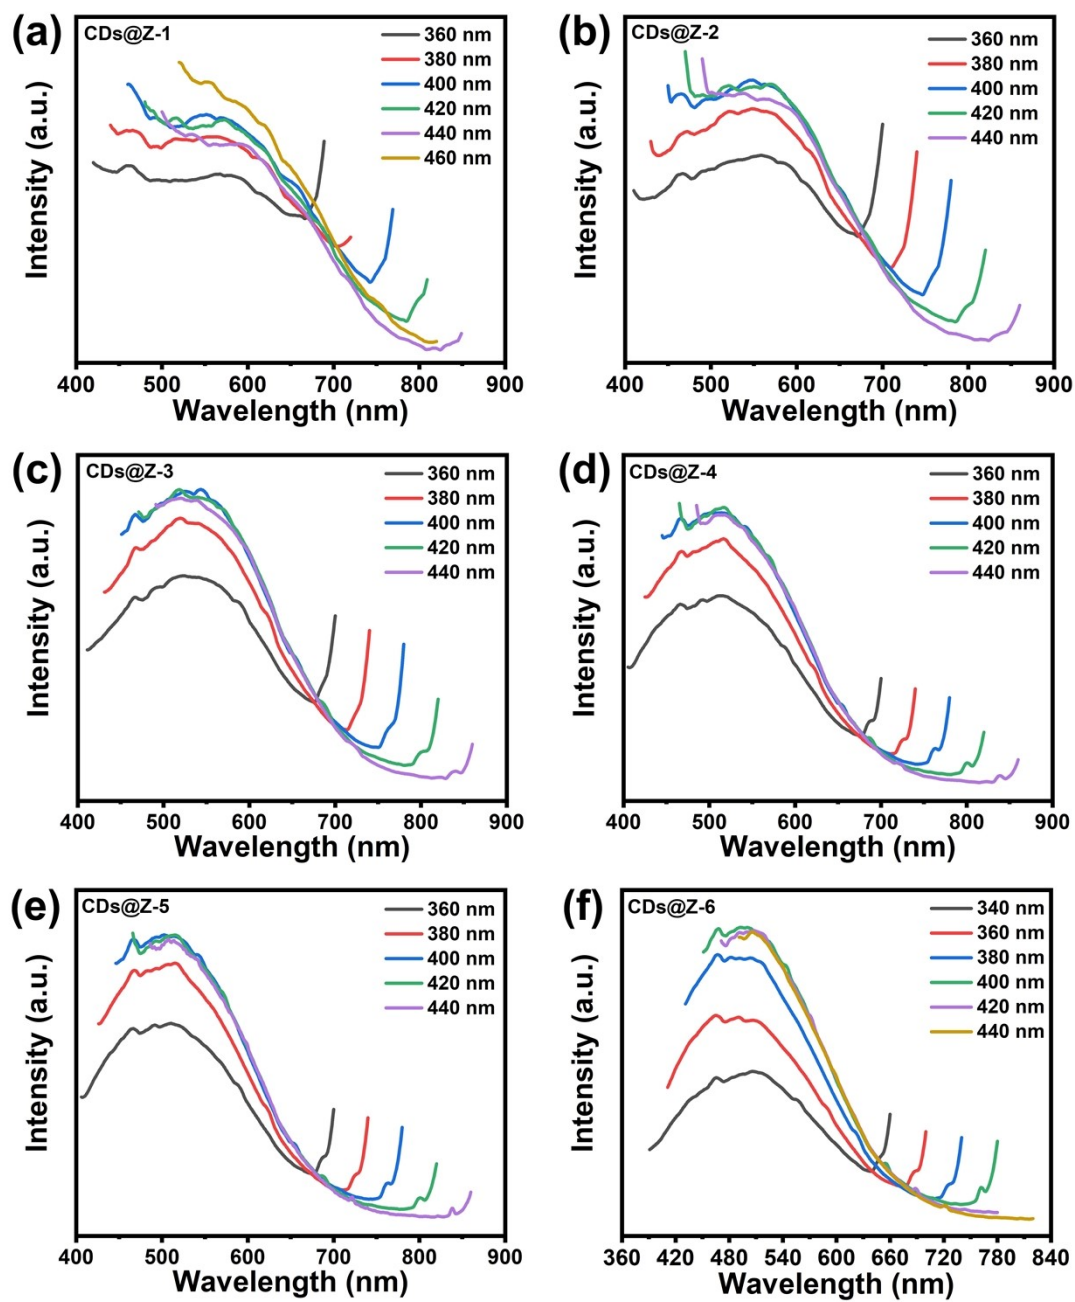 (a)
CDs@Z-1
360 nm
380 nm
400 nm
420 nm
440 nm
460 nm
Intensity (a.u.)
400 500 600 700 800 900
Wavelength (nm)
(b)
CDs@Z-2
360 nm
380 nm
400 nm
420 nm
440 nm
Intensity (a.u.)
400 500 600 700 800 900
Wavelength (nm)
(c)
CDs@Z-3
360 nm
380 nm
400 nm
420 nm
440 nm
Intensity (a.u.)
400 500 600 700 800 900
Wavelength (nm)
(d)
CDs@Z-4
360 nm
380 nm
400 nm
420 nm
440 nm
Intensity (a.u.)
400 500 600 700 800 900
Wavelength (nm)
(e)
CDs@Z-5
360 nm
380 nm
400 nm
420 nm
440 nm
Intensity (a.u.)
400 500 600 700 800 900
Wavelength (nm)
(f)
CDs@Z-6
340 nm
360 nm
380 nm
400 nm
420 nm
440 nm
Intensity (a.u.)
360 420 480 540 600 660 720 780 840
Wavelength (nm)